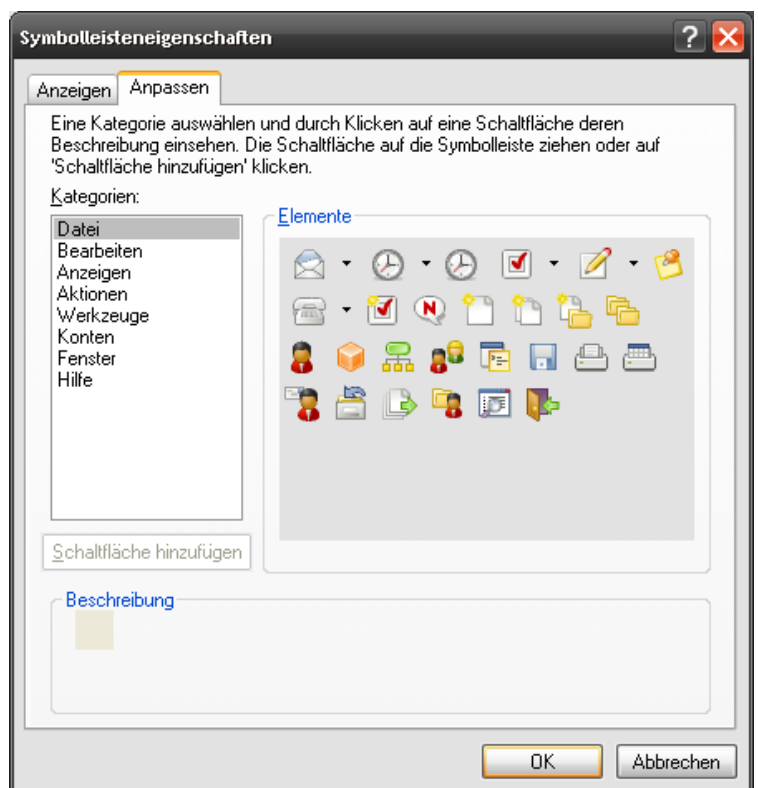 Symbolleisteneigenschaften
Anzeigen
Anpassen
Eine Kategorie auswählen und durch Klicken auf eine Schaltfläche deren
Beschreibung einsehen. Die Schaltfläche auf die Symbolleiste ziehen oder auf
'Schaltfläche hinzufügen' klicken.
Kategorien:
Datei
Bearbeiten
Anzeigen
Aktionen
Werkzeuge
Konten
Fenster
Hilfe
Elemente
N
Schaltfläche hinzufügen
Beschreibung
OK
Abbrechen